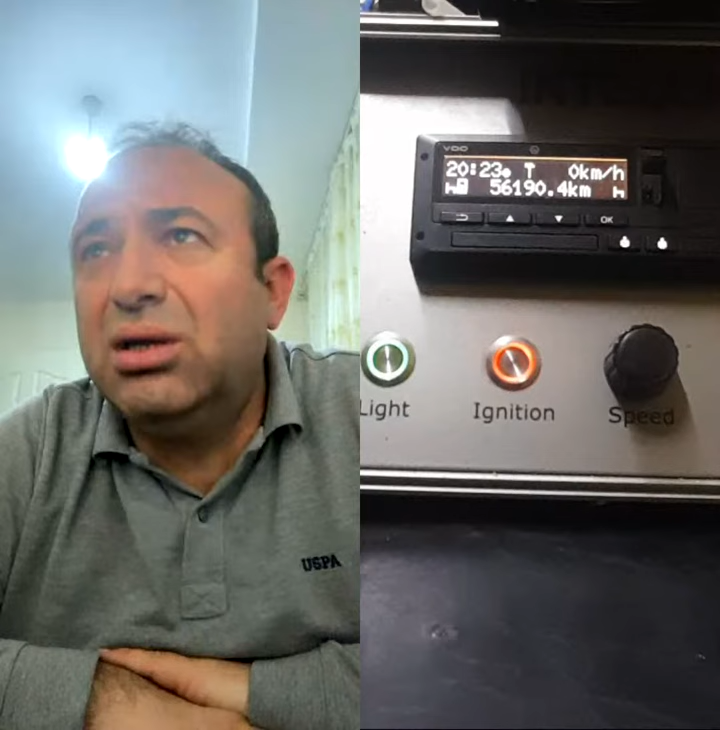 USPA
VDO
20:23 0km/h
56190.4km
OK
Light
Ignition
Speed